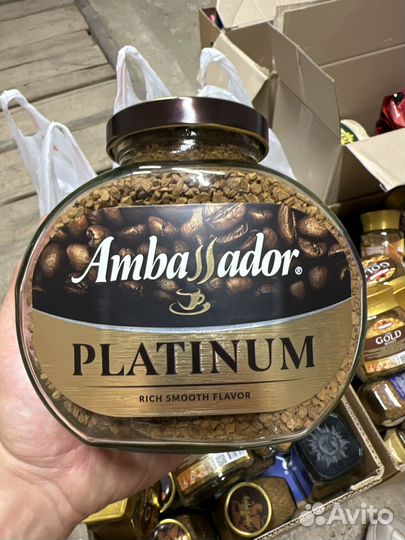 Ambassador®
PLATINUM
RICH SMOOTH FLAVOR
GOLD
Avito